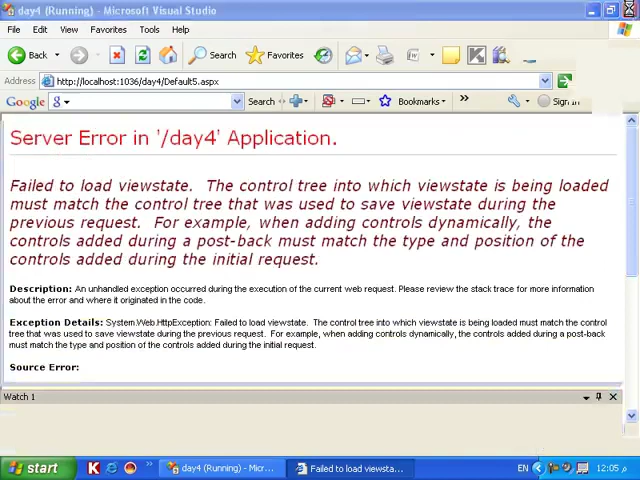 day4 (Running) - Microsoft Visual Studio
File Edit View Favorites Tools Help
Back Search Favorites
Address http://localhost:1036/day4/Default5.aspx
Google Search Bookmarks » Sign in
Server Error in '/day4' Application.
Failed to load viewstate. The control tree into which viewstate is being loaded
must match the control tree that was used to save viewstate during the
previous request. For example, when adding controls dynamically, the
controls added during a post-back must match the type and position of the
controls added during the initial request.
Description: An unhandled exception occurred during the execution of the current web request. Please review the stack trace for more information
about the error and where it originated in the code.
Exception Details: System.Web.HttpException: Failed to load viewstate. The control tree into which viewstate is being loaded must match the control
tree that was used to save viewstate during the previous request. For example, when adding controls dynamically, the controls added during a post-back
must match the type and position of the controls added during the initial request.
Source Error:
Watch 1
start » day4 (Running) - Micr... Failed to load viewsta... EN 12:05 م